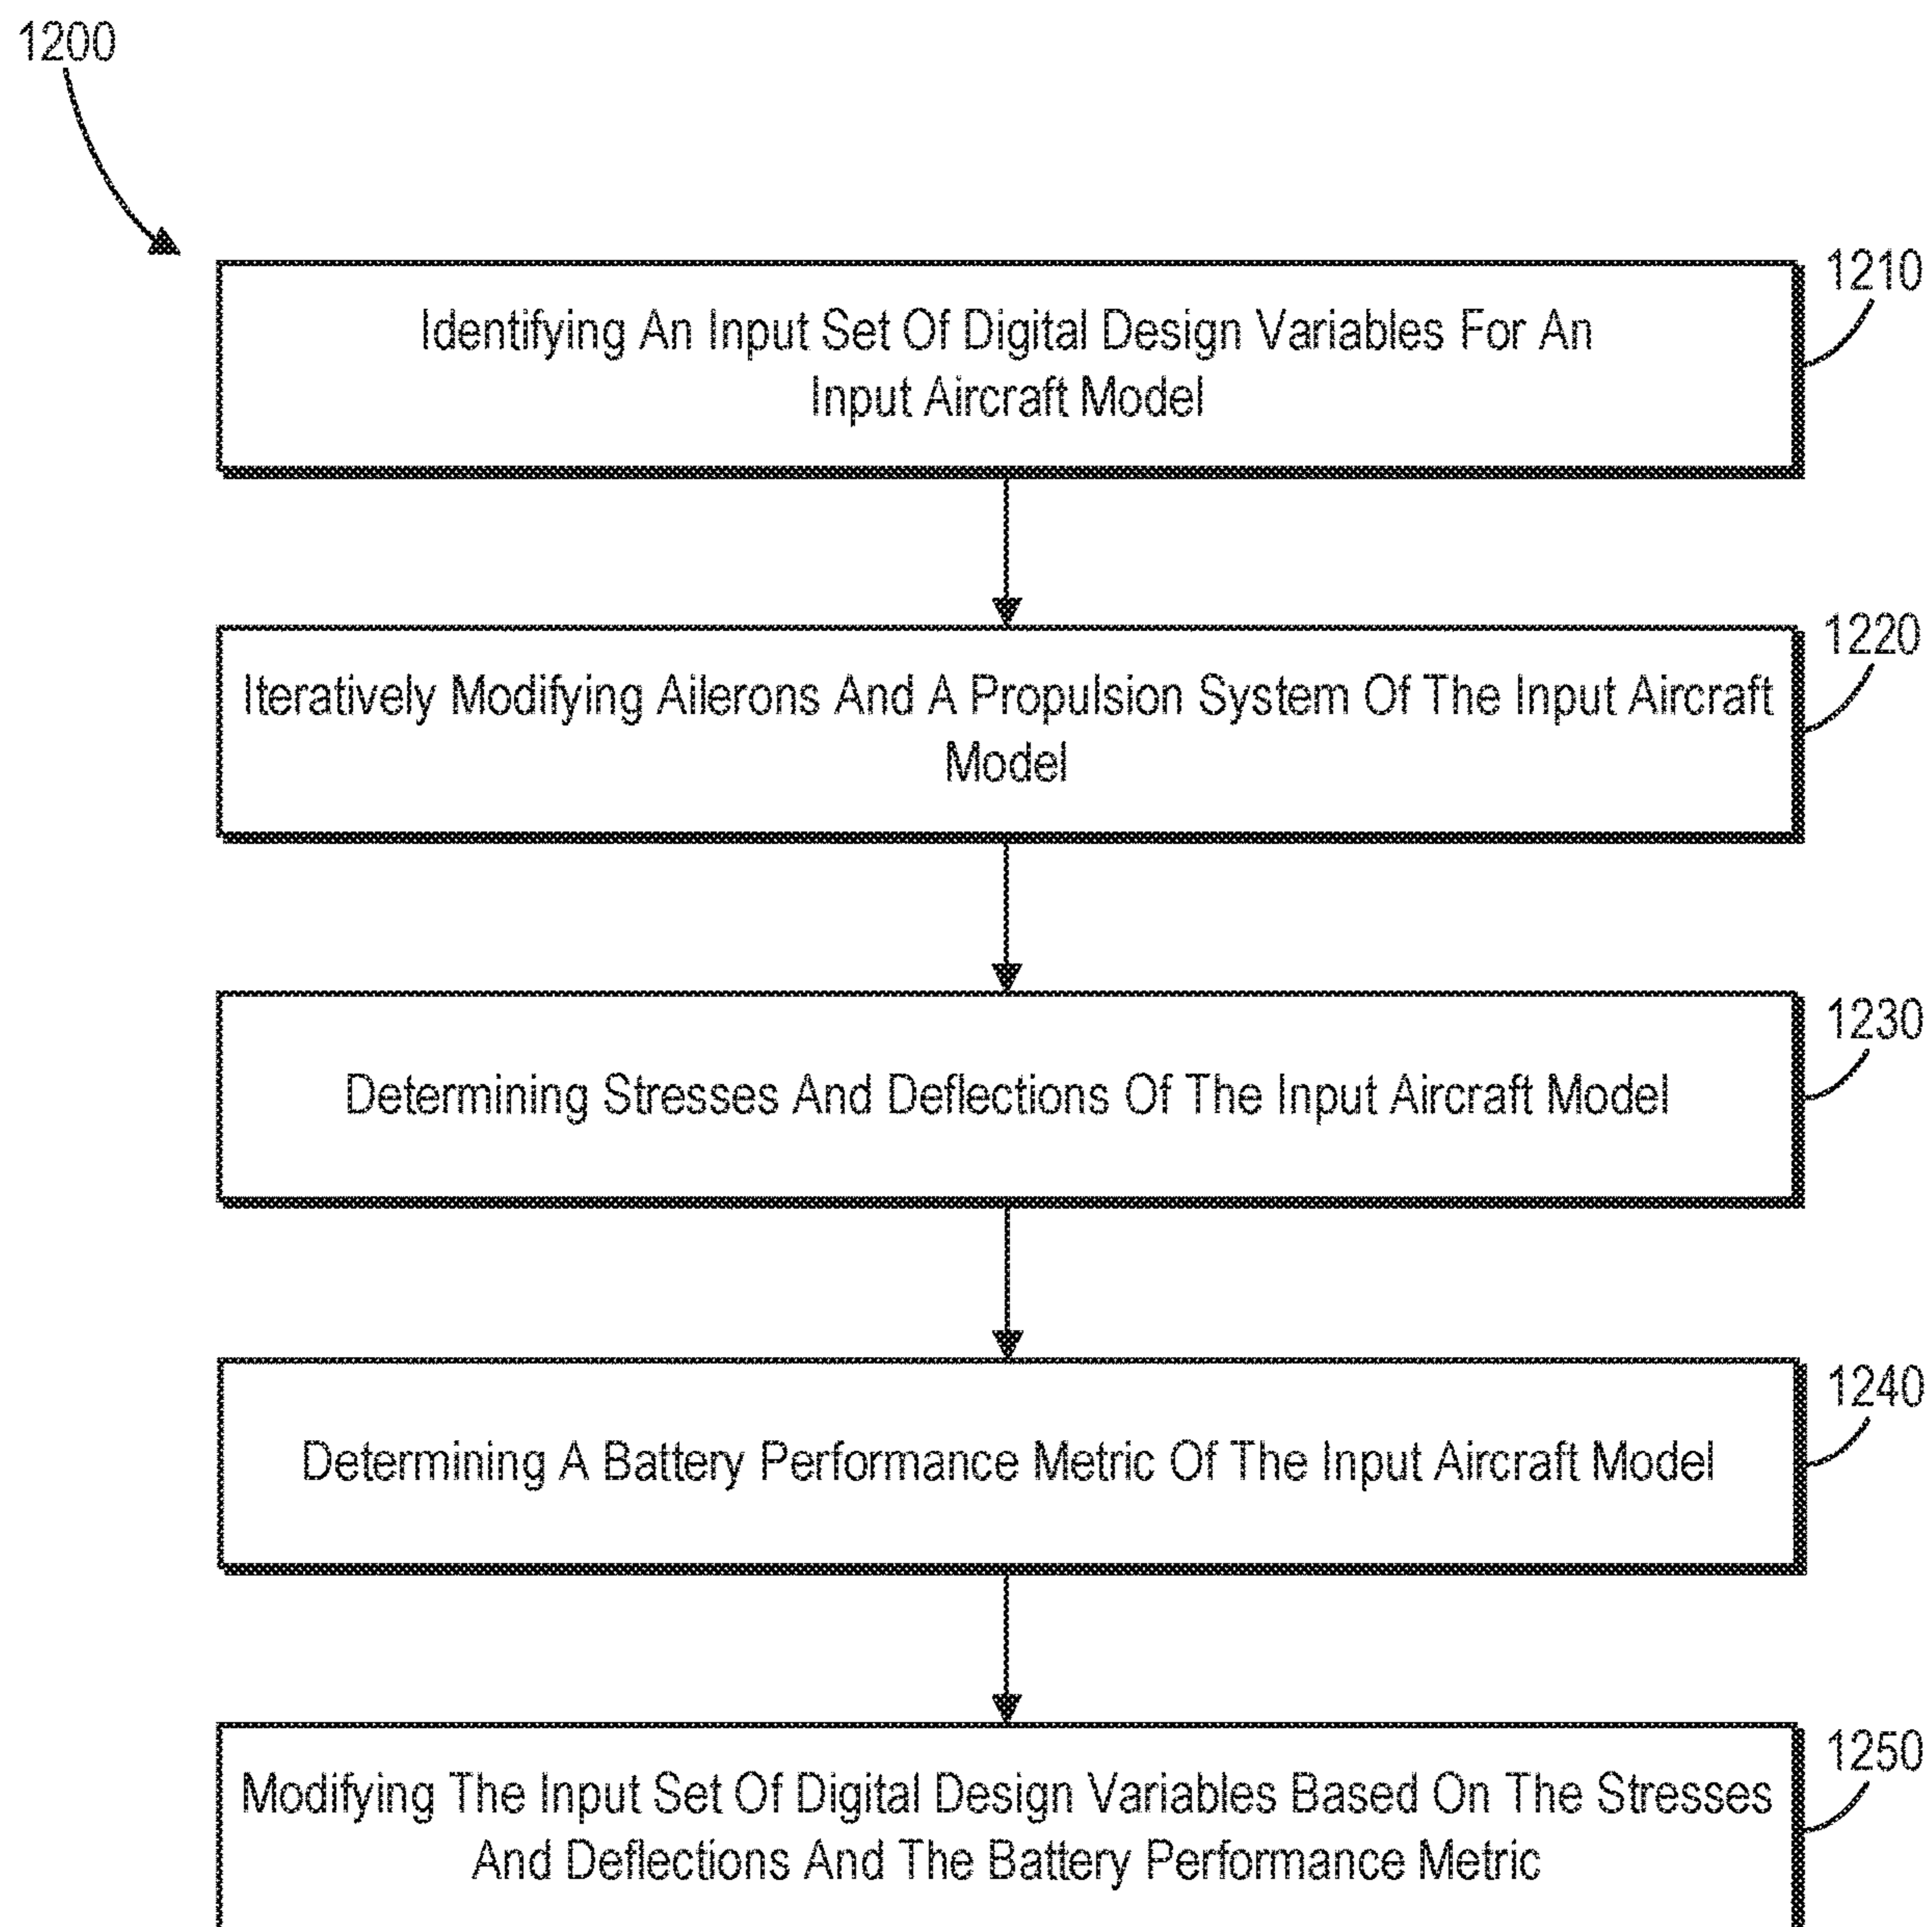 1200
1210
Identifying An Input Set Of Digital Design Variables For An
Input Aircraft Model
1220
Iteratively Modifying Ailerons And A Propulsion System Of The Input Aircraft
Model
1230
Determining Stresses And Deflections Of The Input Aircraft Model
1240
Determining A Battery Performance Metric Of The Input Aircraft Model
1250
Modifying The Input Set Of Digital Design Variables Based On The Stresses
And Deflections And The Battery Performance Metric